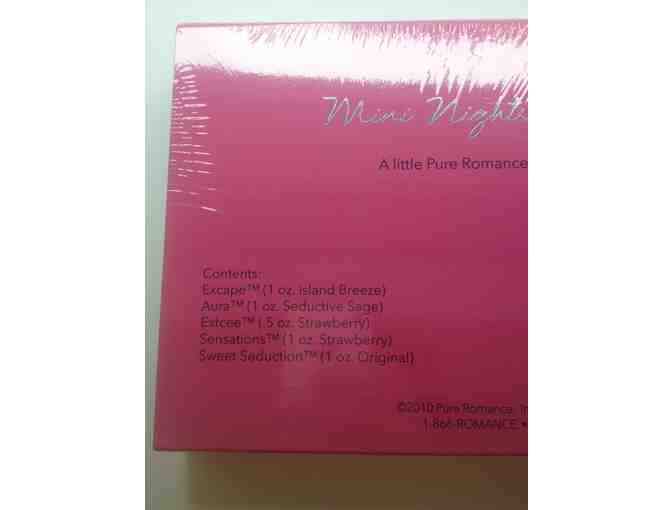 Mini Nighti
A little Pure Romance
Contents:
Excape™ (1 oz. Island Breeze)
Aura™ (1 oz. Seductive Sage)
Extcee™ (.5 oz. Strawberry)
Sensations™ (1 oz. Strawberry)
Sweet Seduction™ (1 oz. Original)
©2010 Pure Romance, In
1-866-ROMANCE •